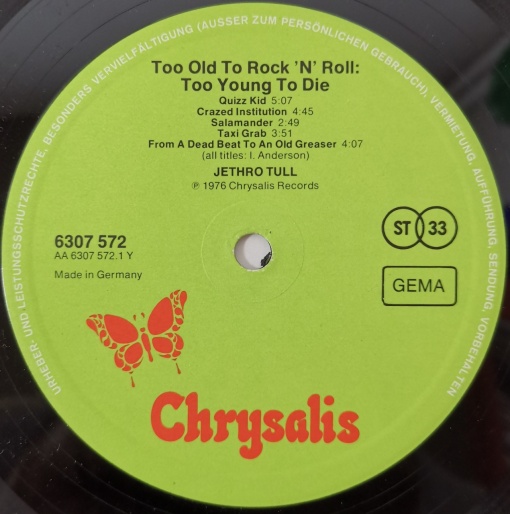 URHEBER- UND LEISTUNGSSCHUTZRECHTE, BESONDERS VERVIELFÄLTIGUNG (AUSSER ZUM PERSÖNLICHEN GEBRAUCH), VERMIETUNG, AUFFÜHRUNG, SENDUNG, VORBEHALTEN
Too Old To Rock 'N' Roll:
Too Young To Die
Quizz Kid 5:07
Crazed Institution 4:45
Salamander 2:49
Taxi Grab 3:51
From A Dead Beat To An Old Greaser 4:07
(all titles: I. Anderson)
JETHRO TULL
℗ 1976 Chrysalis Records
6307 572
AA 6307 572.1 Y
Made in Germany
ST 33
GEMA
Chrysalis